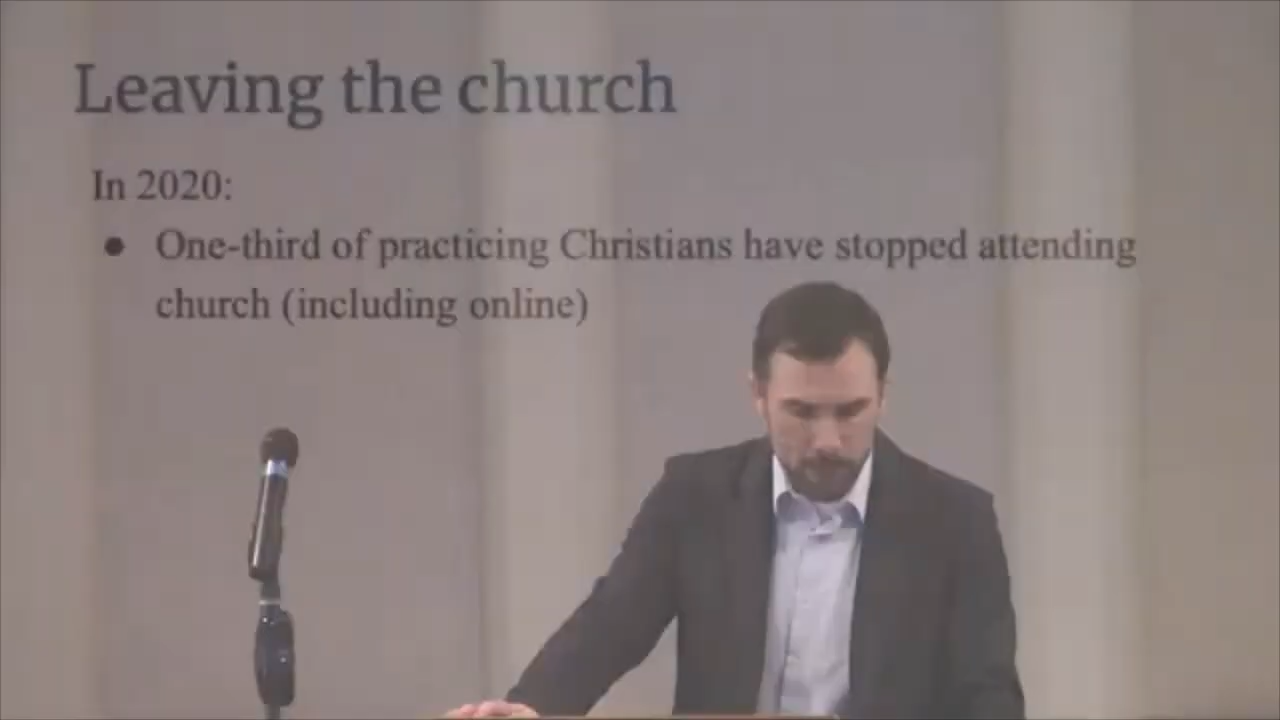 Leaving the church
In 2020:
● One-third of practicing Christians have stopped attending
church (including online)